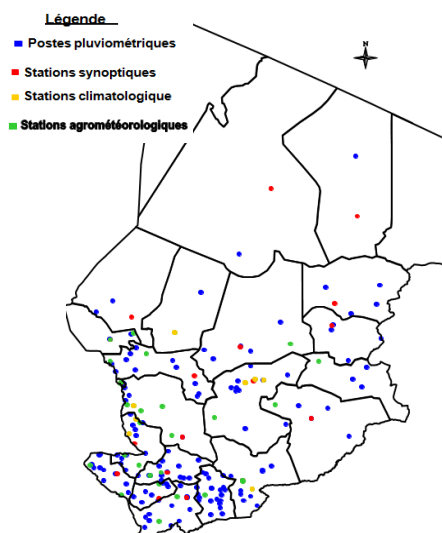 Légende
N
Postes pluviométriques
Stations synoptiques
Stations climatologique
Stations agrométéorologiques